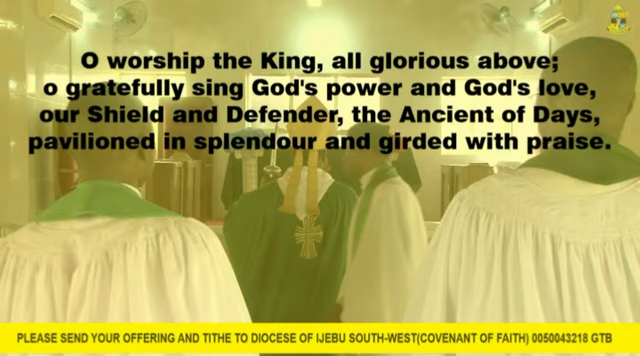 O worship the King, all glorious above;
o gratefully sing God's power and God's love,
our Shield and Defender, the Ancient of Days,
pavilioned in splendour and girded with praise.
PLEASE SEND YOUR OFFERING AND TITHE TO DIOCESE OF IJEBU SOUTH-WEST(COVENANT OF FAITH) 0050043218 GTB